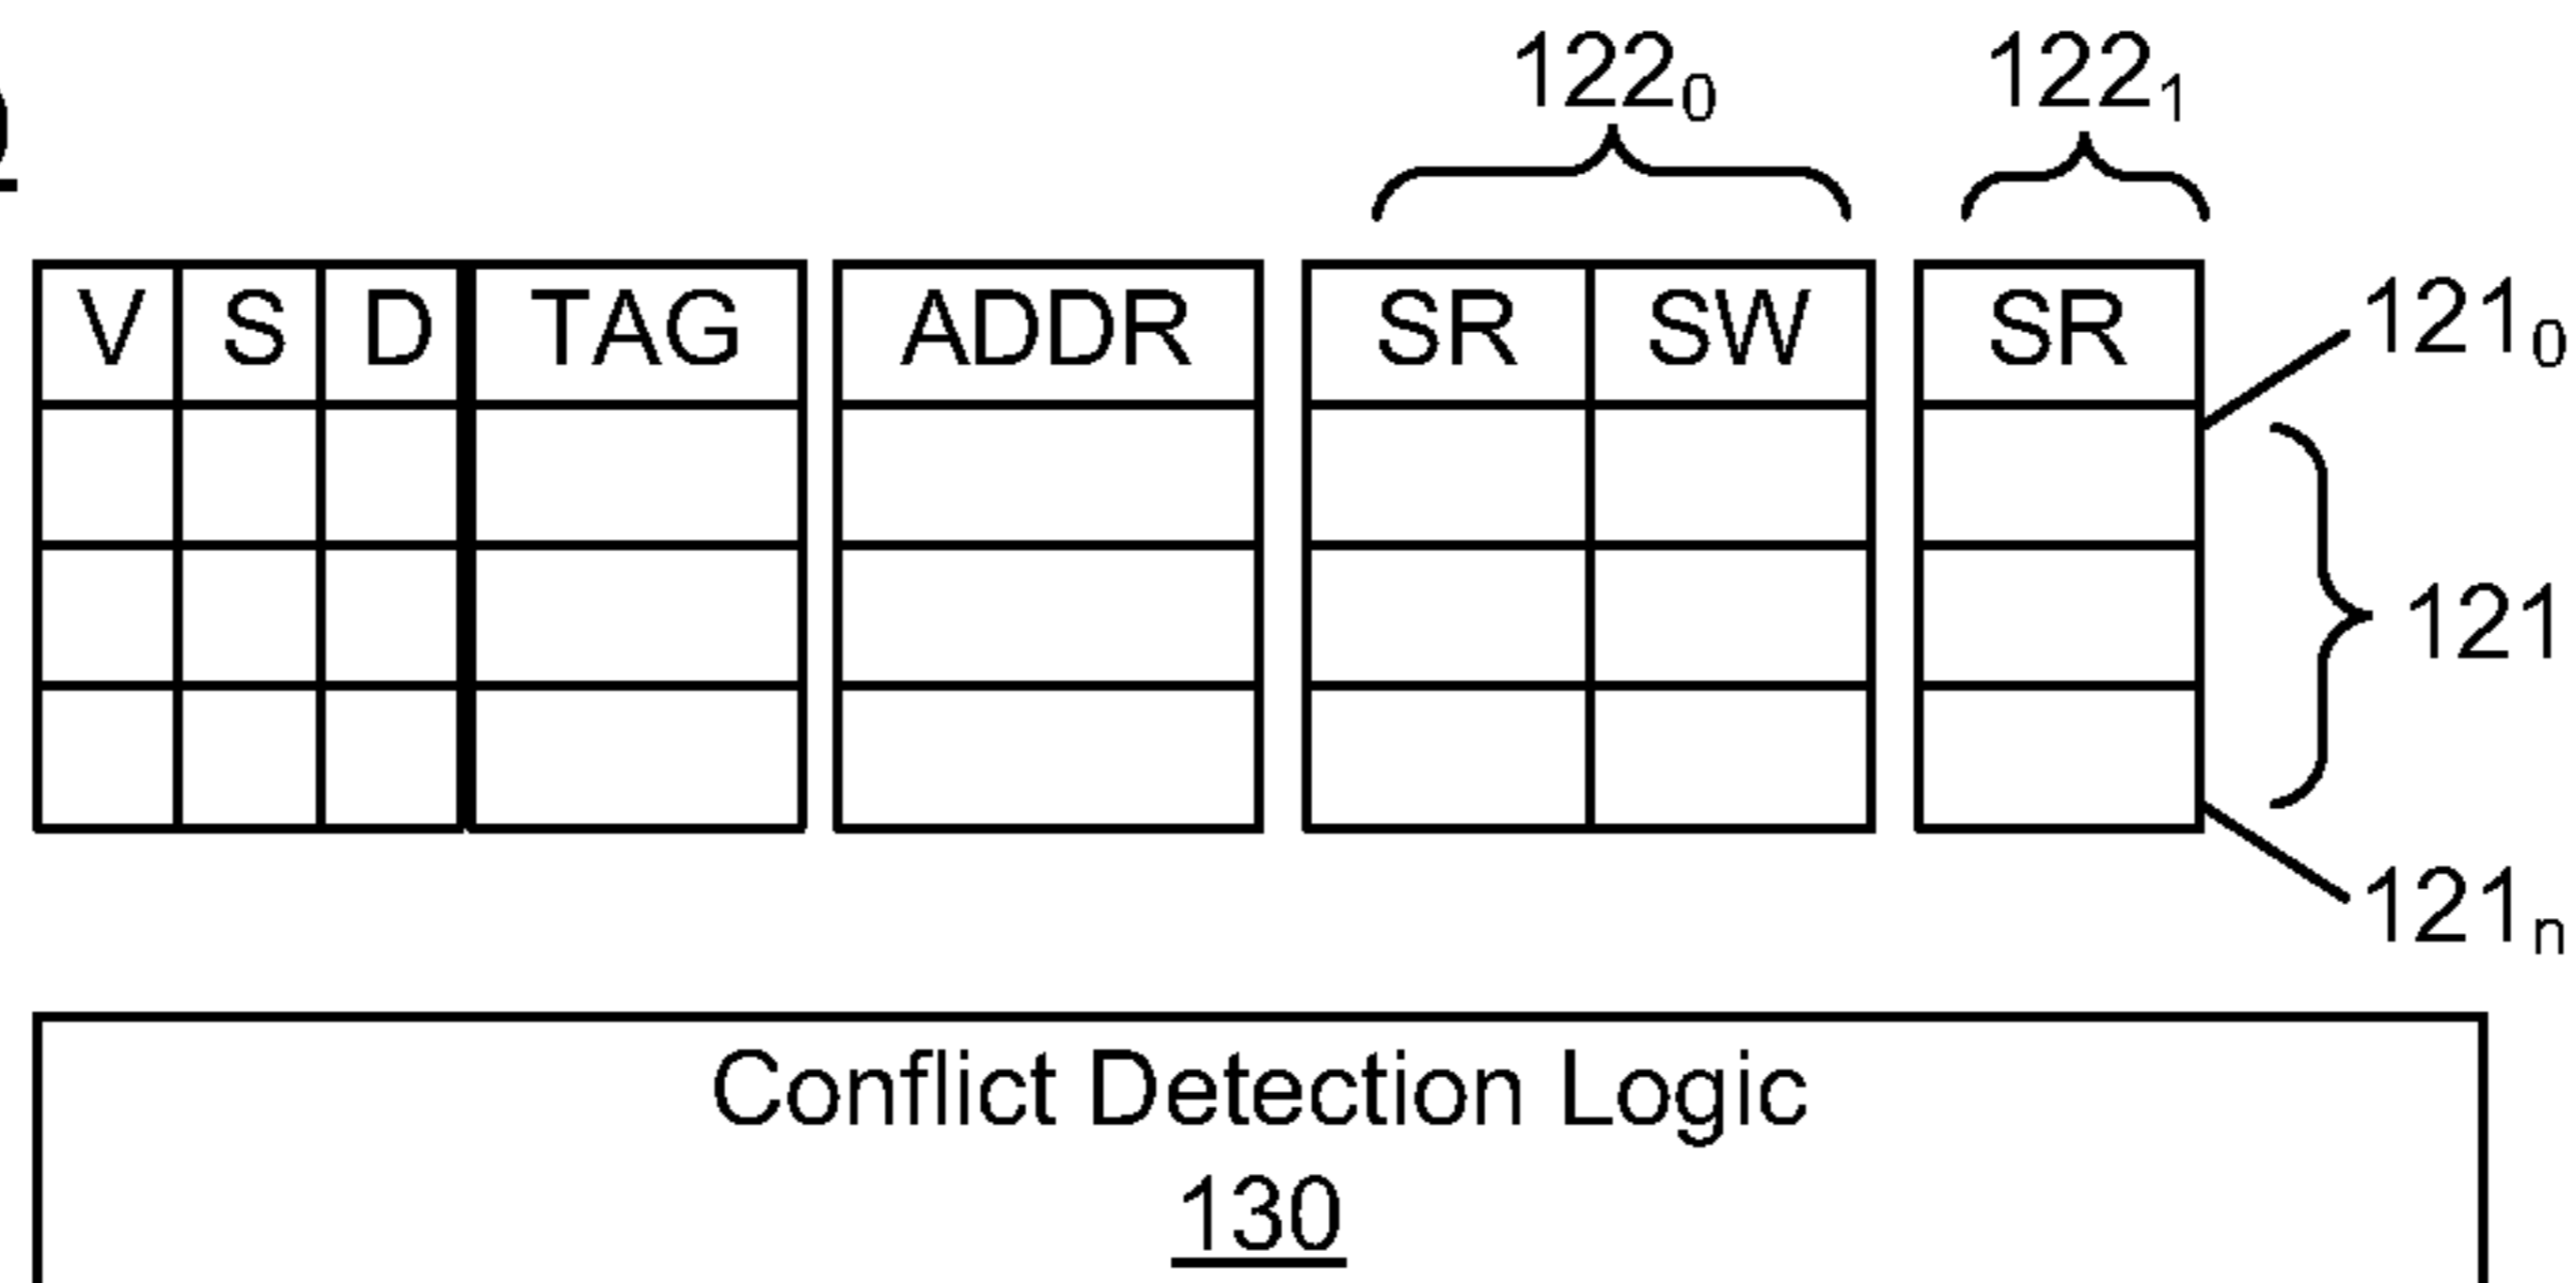 122₀ 122₁
V S D TAG ADDR SR SW SR
121₀
121
121ₙ
Conflict Detection Logic
130